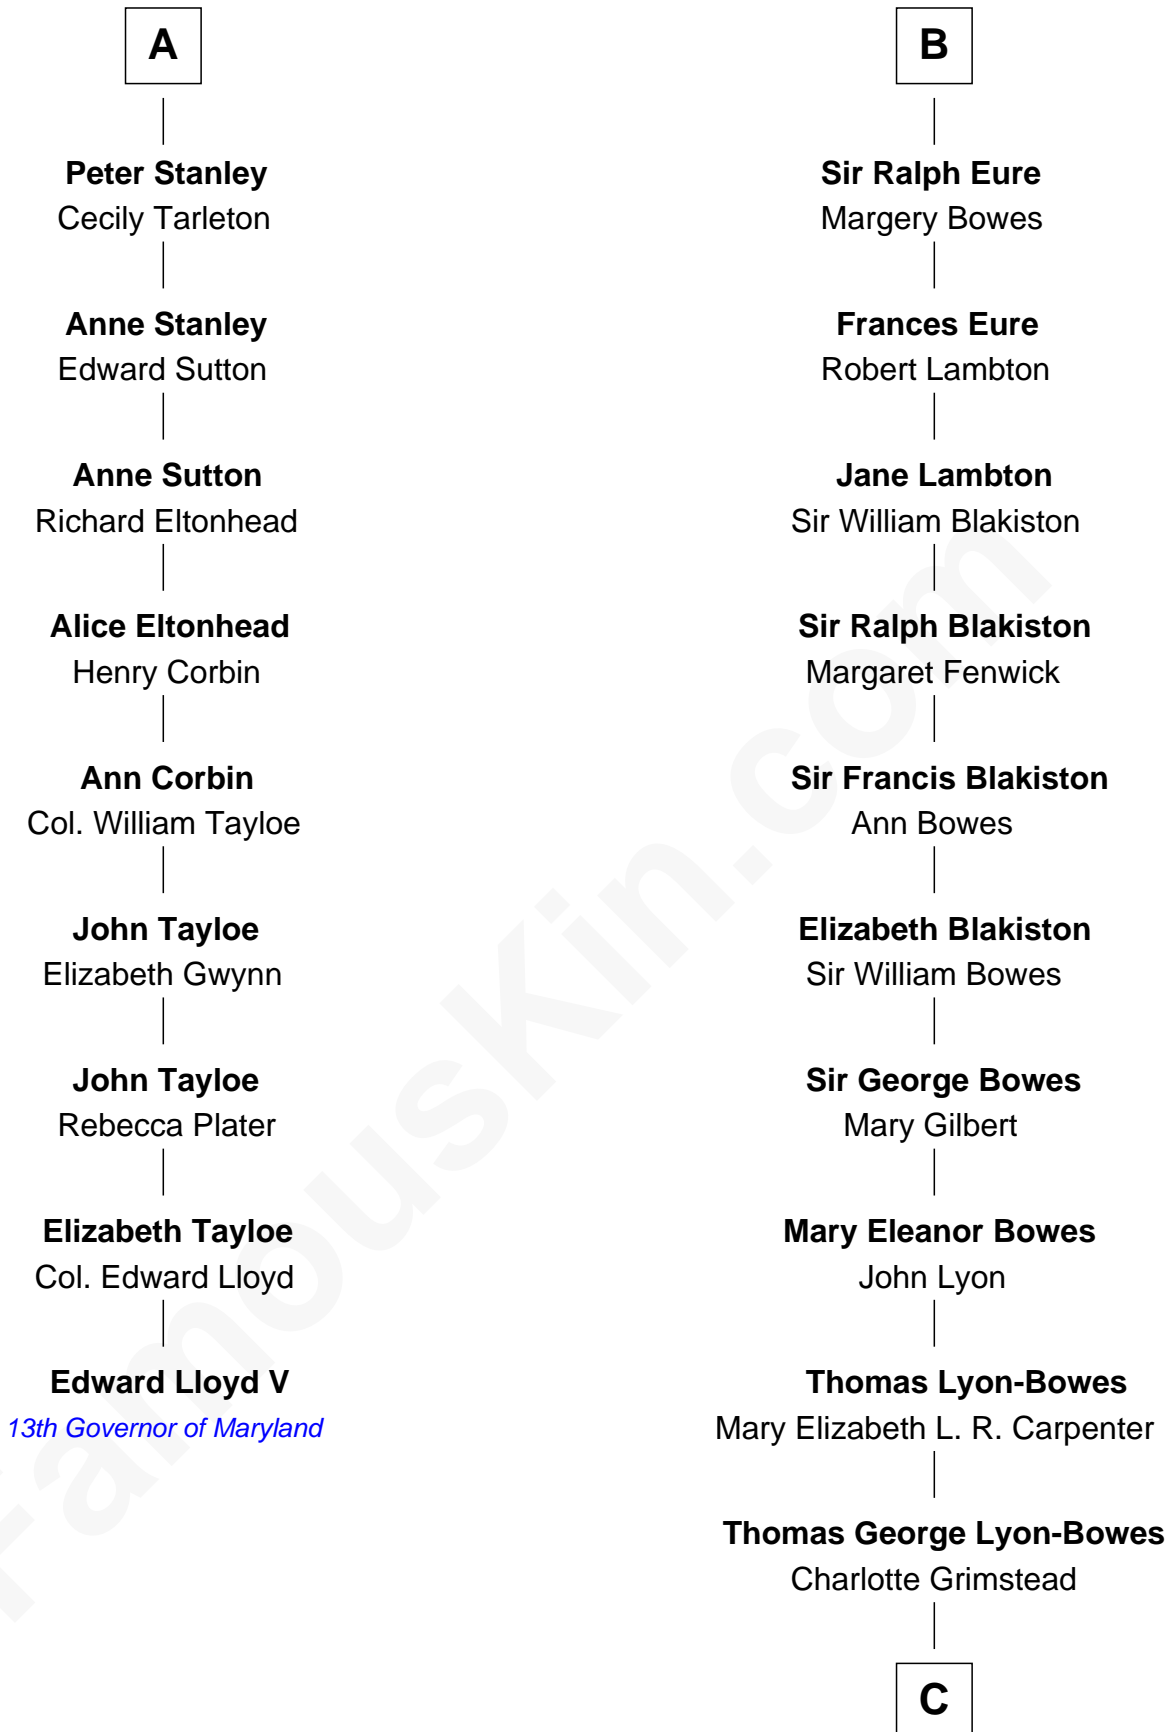 A
Peter Stanley
Cecily Tarleton
Anne Stanley
Edward Sutton
Anne Sutton
Richard Eltonhead
Alice Eltonhead
Henry Corbin
Ann Corbin
Col. William Tayloe
John Tayloe
Elizabeth Gwynn
John Tayloe
Rebecca Plater
Elizabeth Tayloe
Col. Edward Lloyd
Edward Lloyd V
13th Governor of Maryland
B
Sir Ralph Eure
Margery Bowes
Frances Eure
Robert Lambton
Jane Lambton
Sir William Blakiston
Sir Ralph Blakiston
Margaret Fenwick
Sir Francis Blakiston
Ann Bowes
Elizabeth Blakiston
Sir William Bowes
Sir George Bowes
Mary Gilbert
Mary Eleanor Bowes
John Lyon
Thomas Lyon-Bowes
Mary Elizabeth L. R. Carpenter
Thomas George Lyon-Bowes
Charlotte Grimstead
C
FamousKin.com